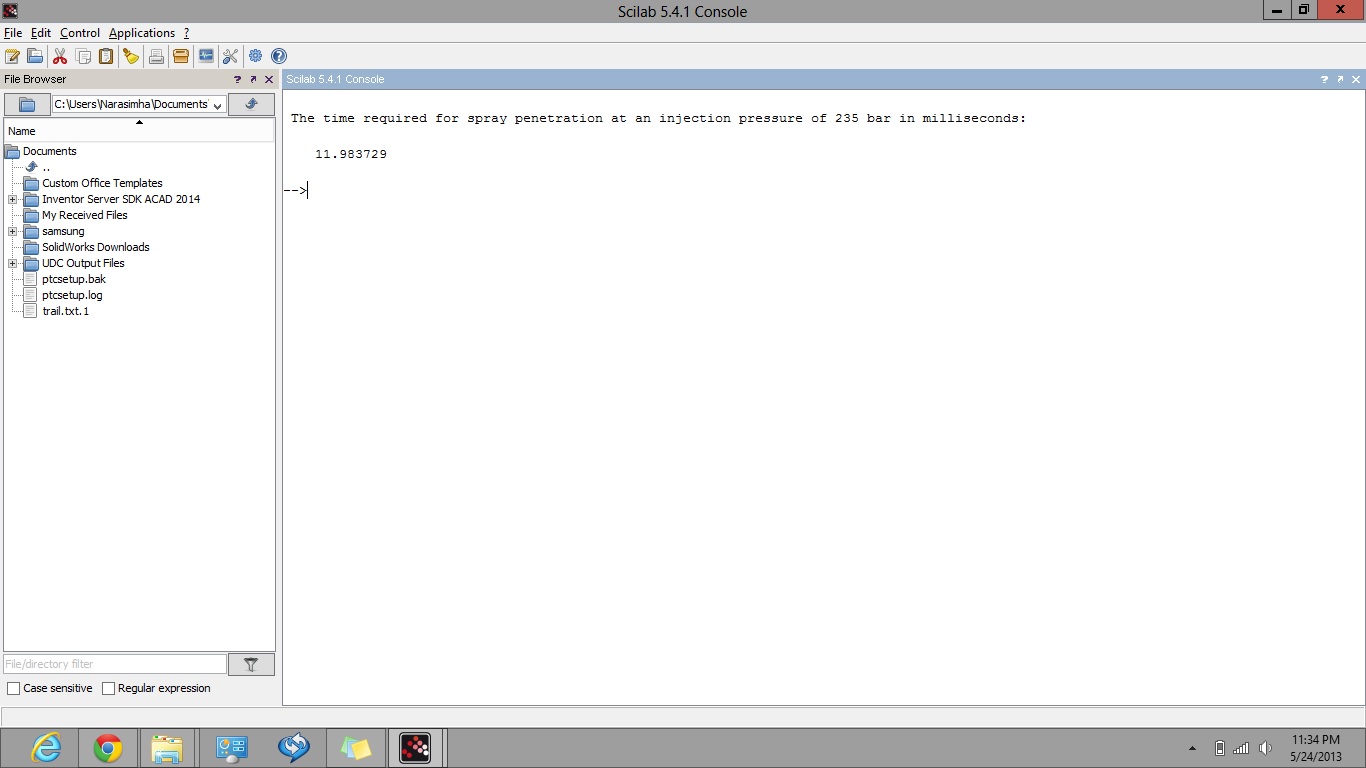 Scilab 5.4.1 Console
File Edit Control Applications ?
File Browser
Scilab 5.4.1 Console
C:\Users\Narasimha\Documents
Name
Documents
..
Custom Office Templates
Inventor Server SDK ACAD 2014
My Received Files
samsung
SolidWorks Downloads
UDC Output Files
ptcsetup.bak
ptcsetup.log
trail.txt.1
File/directory filter
Case sensitive Regular expression
The time required for spray penetration at an injection pressure of 235 bar in milliseconds:
11.983729
-->
11:34 PM
5/24/2013